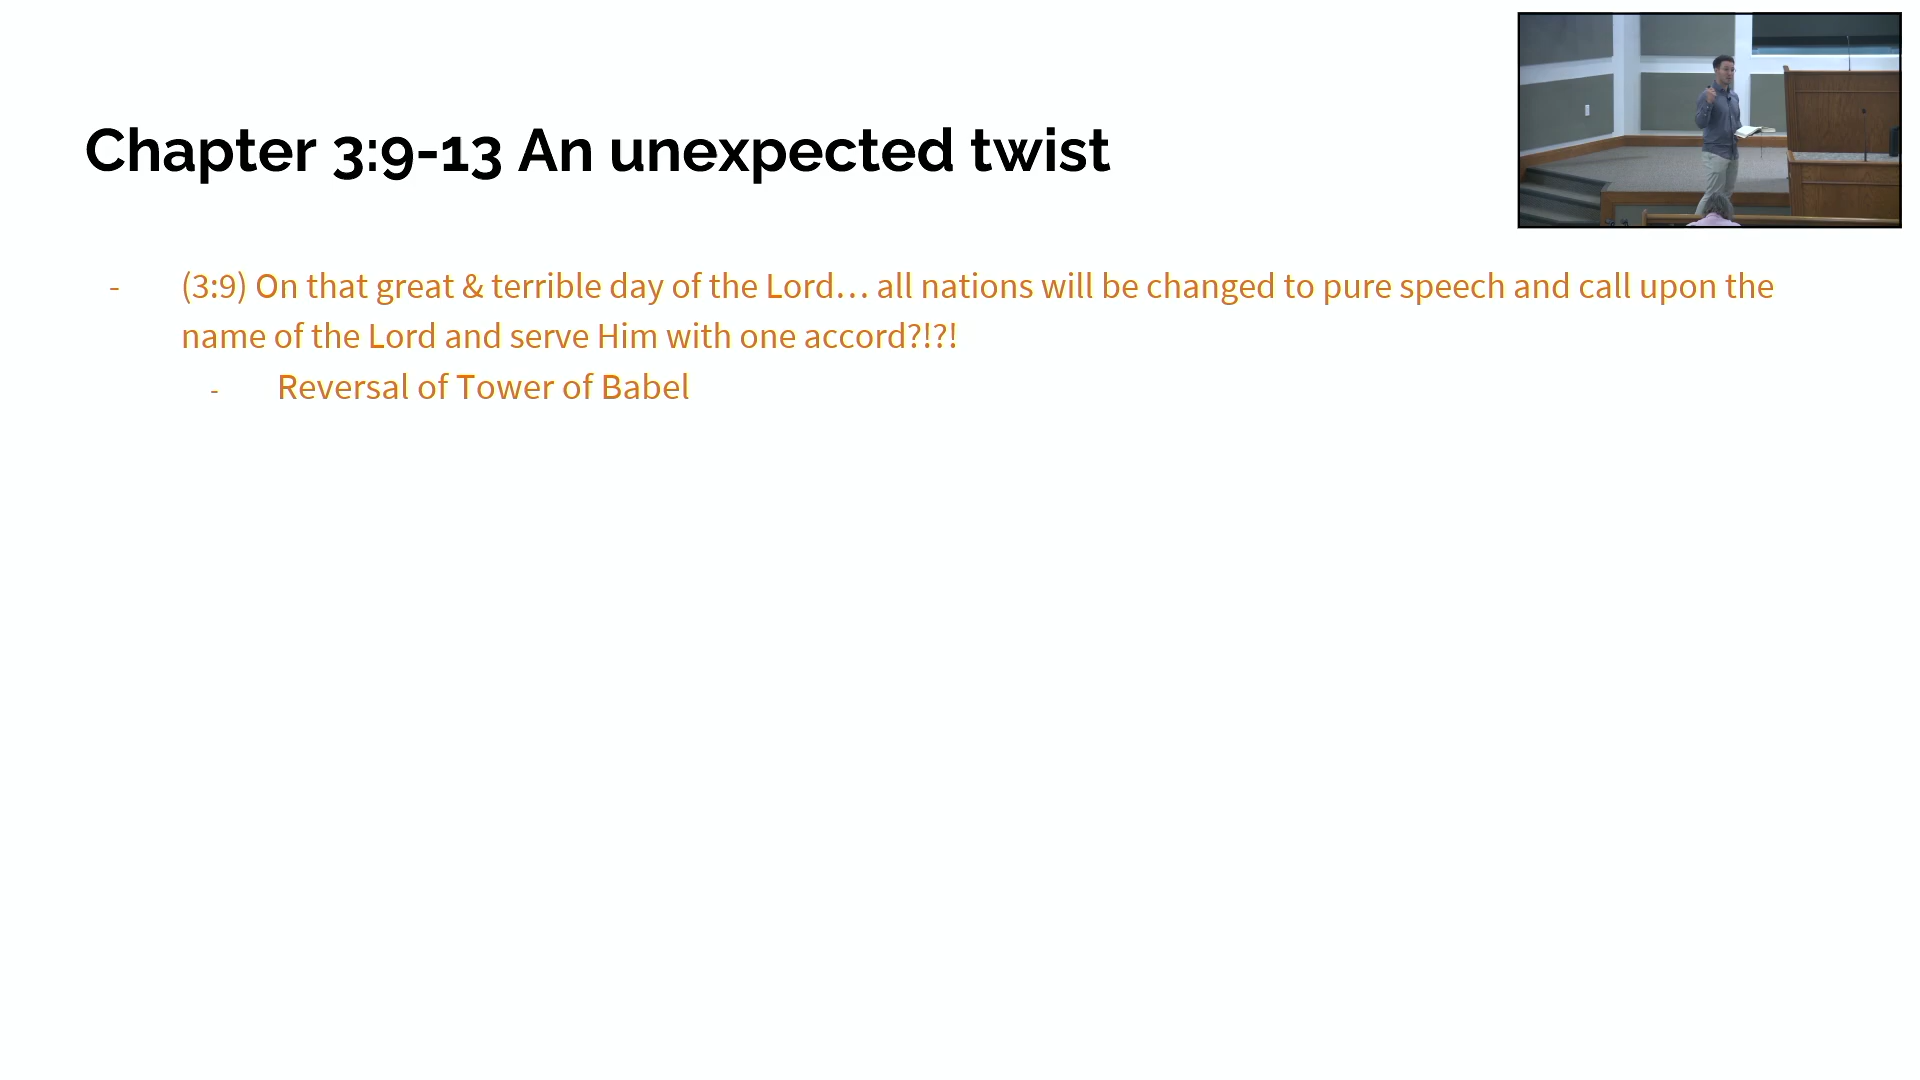 Chapter 3:9-13 An unexpected twist
- (3:9) On that great & terrible day of the Lord… all nations will be changed to pure speech and call upon the
name of the Lord and serve Him with one accord?!?!
- Reversal of Tower of Babel